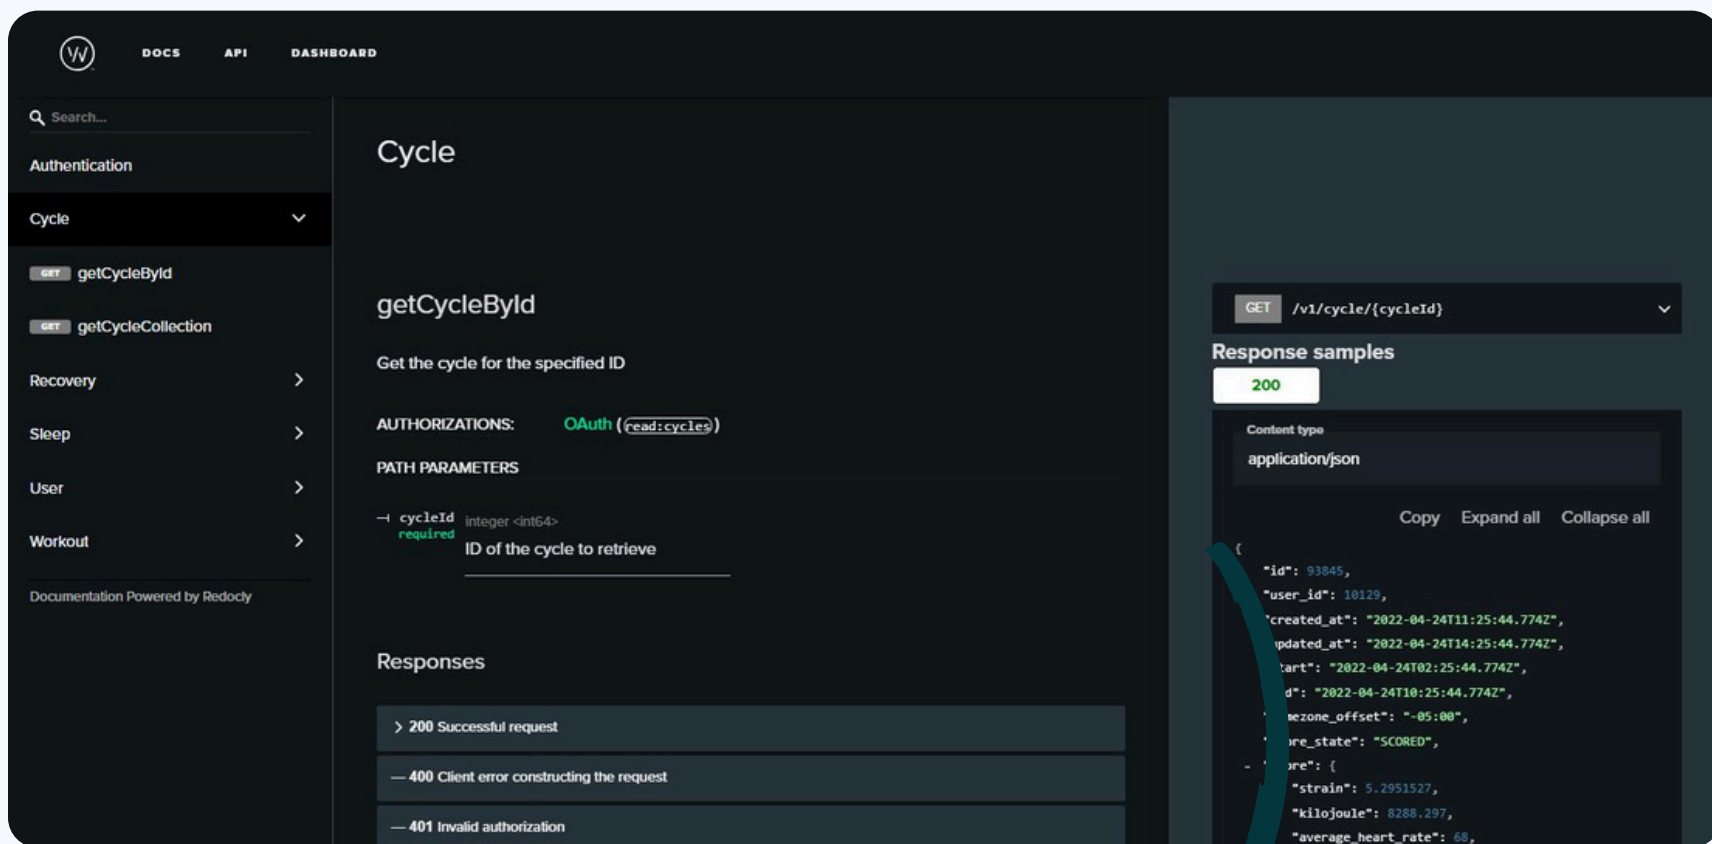 W DOCS API DASHBOARD
Search...
Authentication
Cycle
GET getCycleById
GET getCycleCollection
Recovery
Sleep
User
Workout
Documentation Powered by Redocly
Cycle
getCycleById
Get the cycle for the specified ID
AUTHORIZATIONS: OAuth (read:cycles)
PATH PARAMETERS
cycleId integer <int64>
required
ID of the cycle to retrieve
Responses
200 Successful request
— 400 Client error constructing the request
— 401 Invalid authorization
GET /v1/cycle/{cycleId}
Response samples
200
Content type
application/json
Copy Expand all Collapse all
{
"id": 93845,
"user_id": 10129,
"created_at": "2022-04-24T11:25:44.774Z",
pdated_at": "2022-04-24T14:25:44.774Z",
tart": "2022-04-24T02:25:44.774Z",
d": "2022-04-24T10:25:44.774Z",
mezone_offset": "-05:00",
ore_state": "SCORED",
- "ore": {
"strain": 5.2951527,
"kilojoule": 8288.297,
"average_heart_rate": 68,